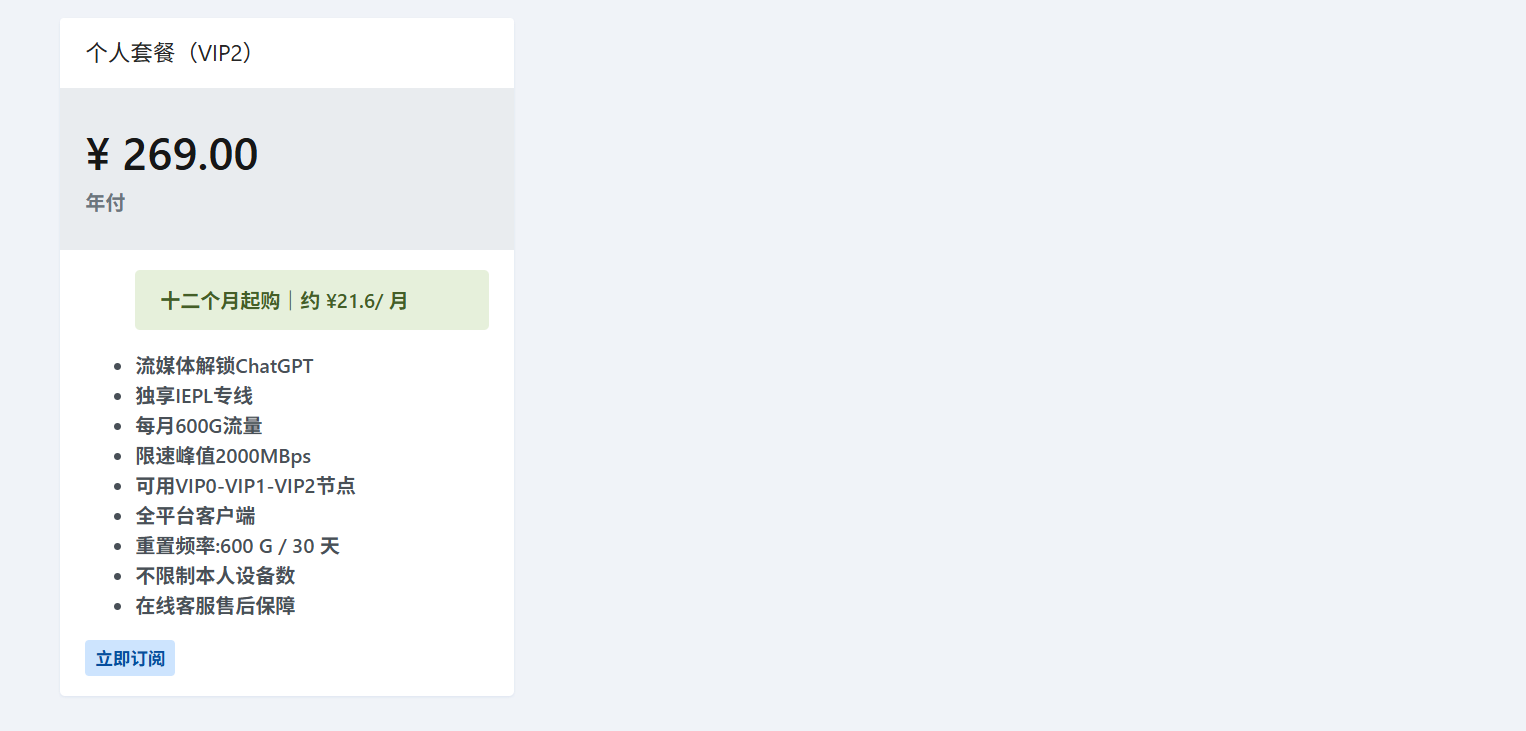 个人套餐（VIP2）
¥ 269.00
年付
十二个月起购｜约 ¥21.6/ 月
流媒体解锁ChatGPT
独享IEPL专线
每月600G流量
限速峰值2000MBps
可用VIP0-VIP1-VIP2节点
全平台客户端
重置频率:600 G / 30 天
不限制本人设备数
在线客服售后保障
立即订阅